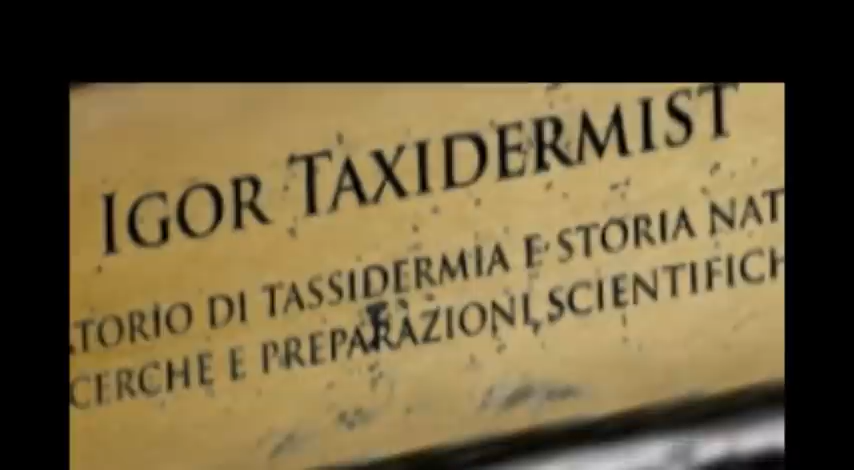 IGOR TAXIDERMIST
TORIO DI TASSIDERMIA E STORIA NAT
CERCHE E PREPARAZIONI SCIENTIFICH